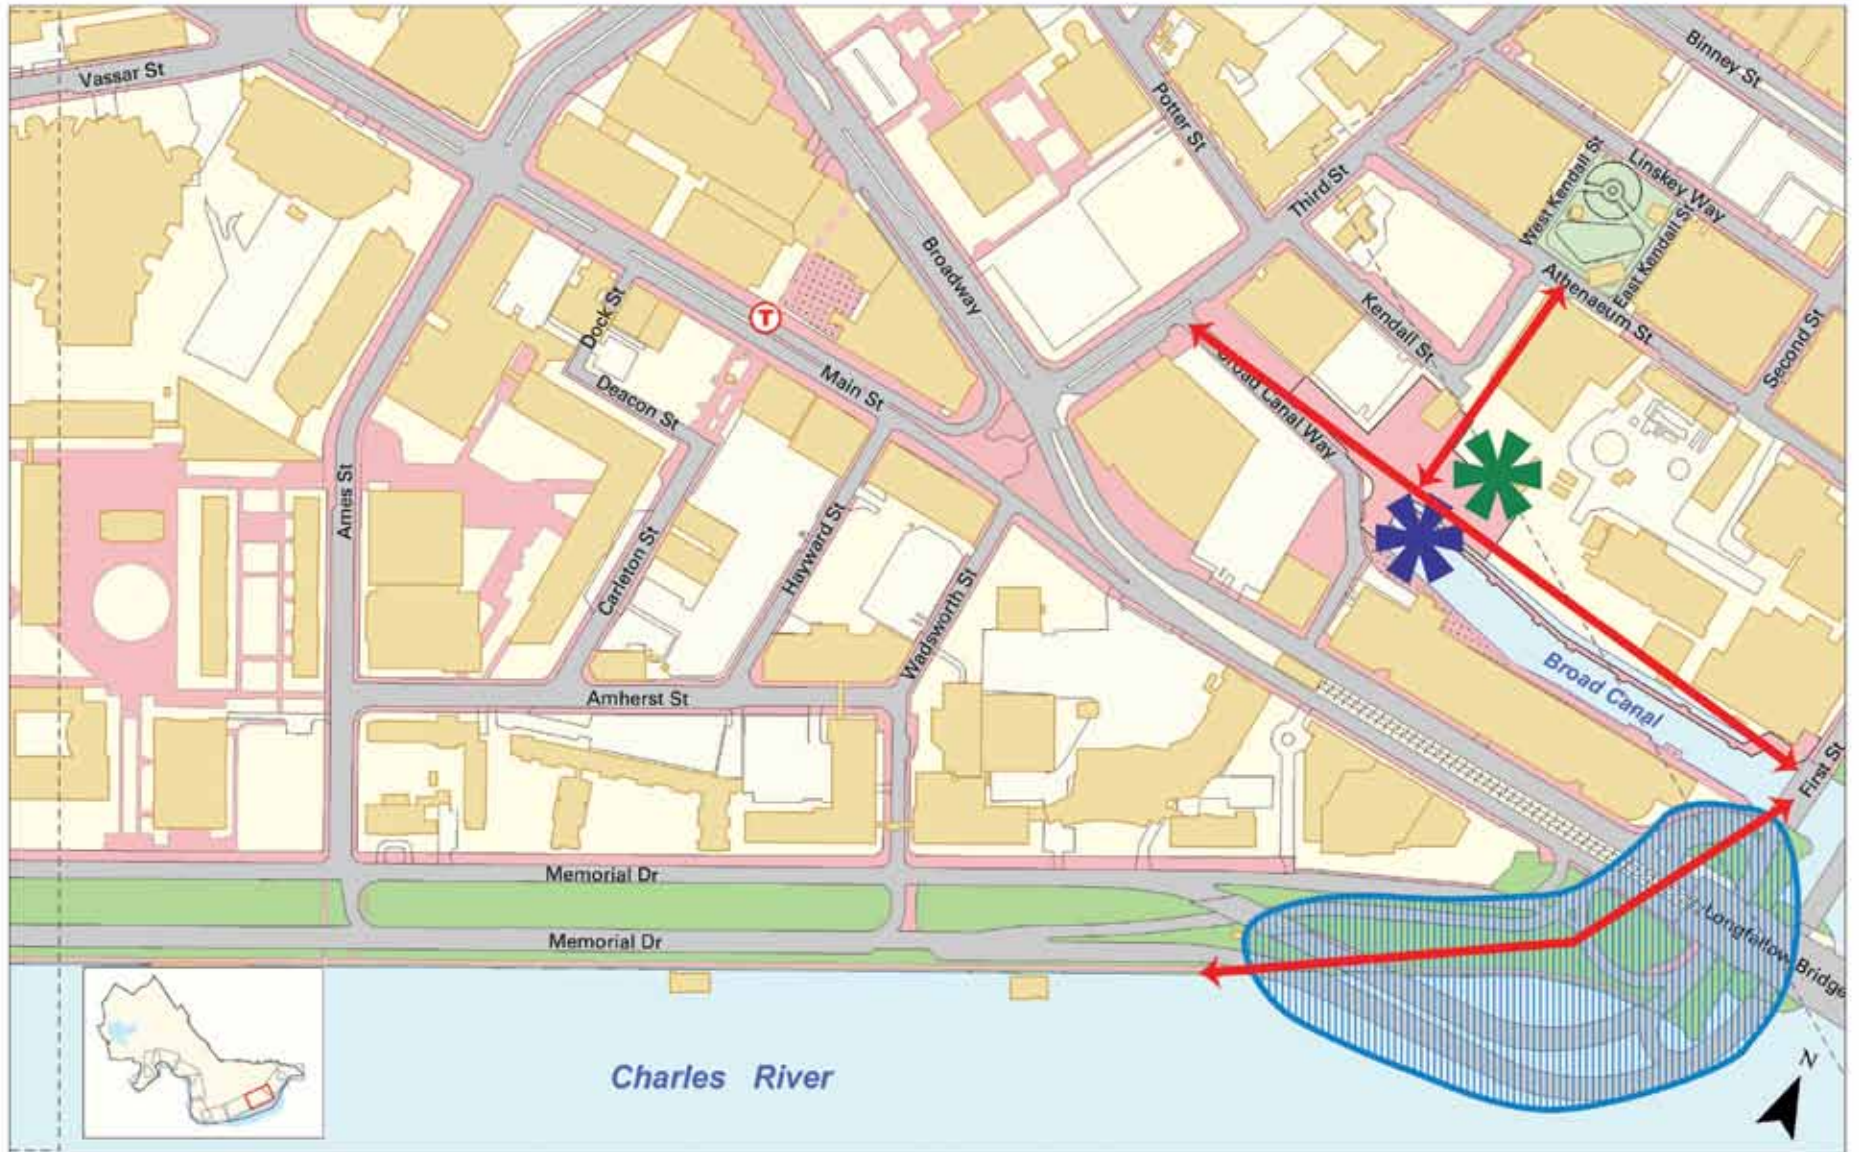 Vassar St
Binney St
Potter St
Linskey Way
West Kendall St
Third St
East Kendall St
Broadway
Athenaeum St
Dock St
T
Kendall St
Second St
Main St
Broad Canal Way
Deacon St
Ames St
Hayward St
Carleton St
Wadsworth St
Broad Canal
Amherst St
First St
Memorial Dr
Longfellow Bridge
Memorial Dr
N
Charles River